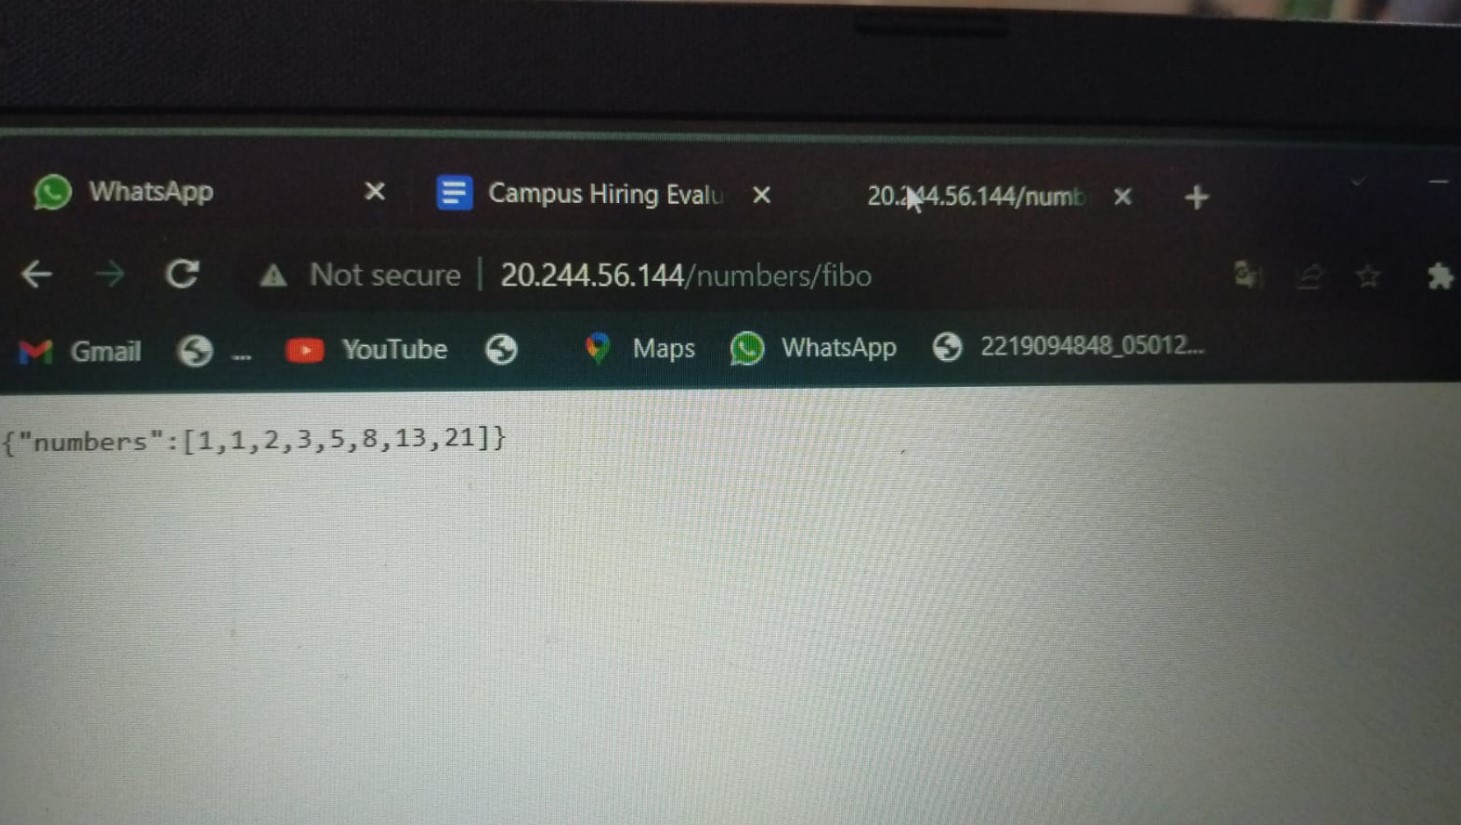 WhatsApp
Campus Hiring Evalu
20.244.56.144/numb
Not secure
20.244.56.144/numbers/fibo
Gmail
...
YouTube
Maps
WhatsApp
2219094848_05012...
{"numbers":[1,1,2,3,5,8,13,21]}